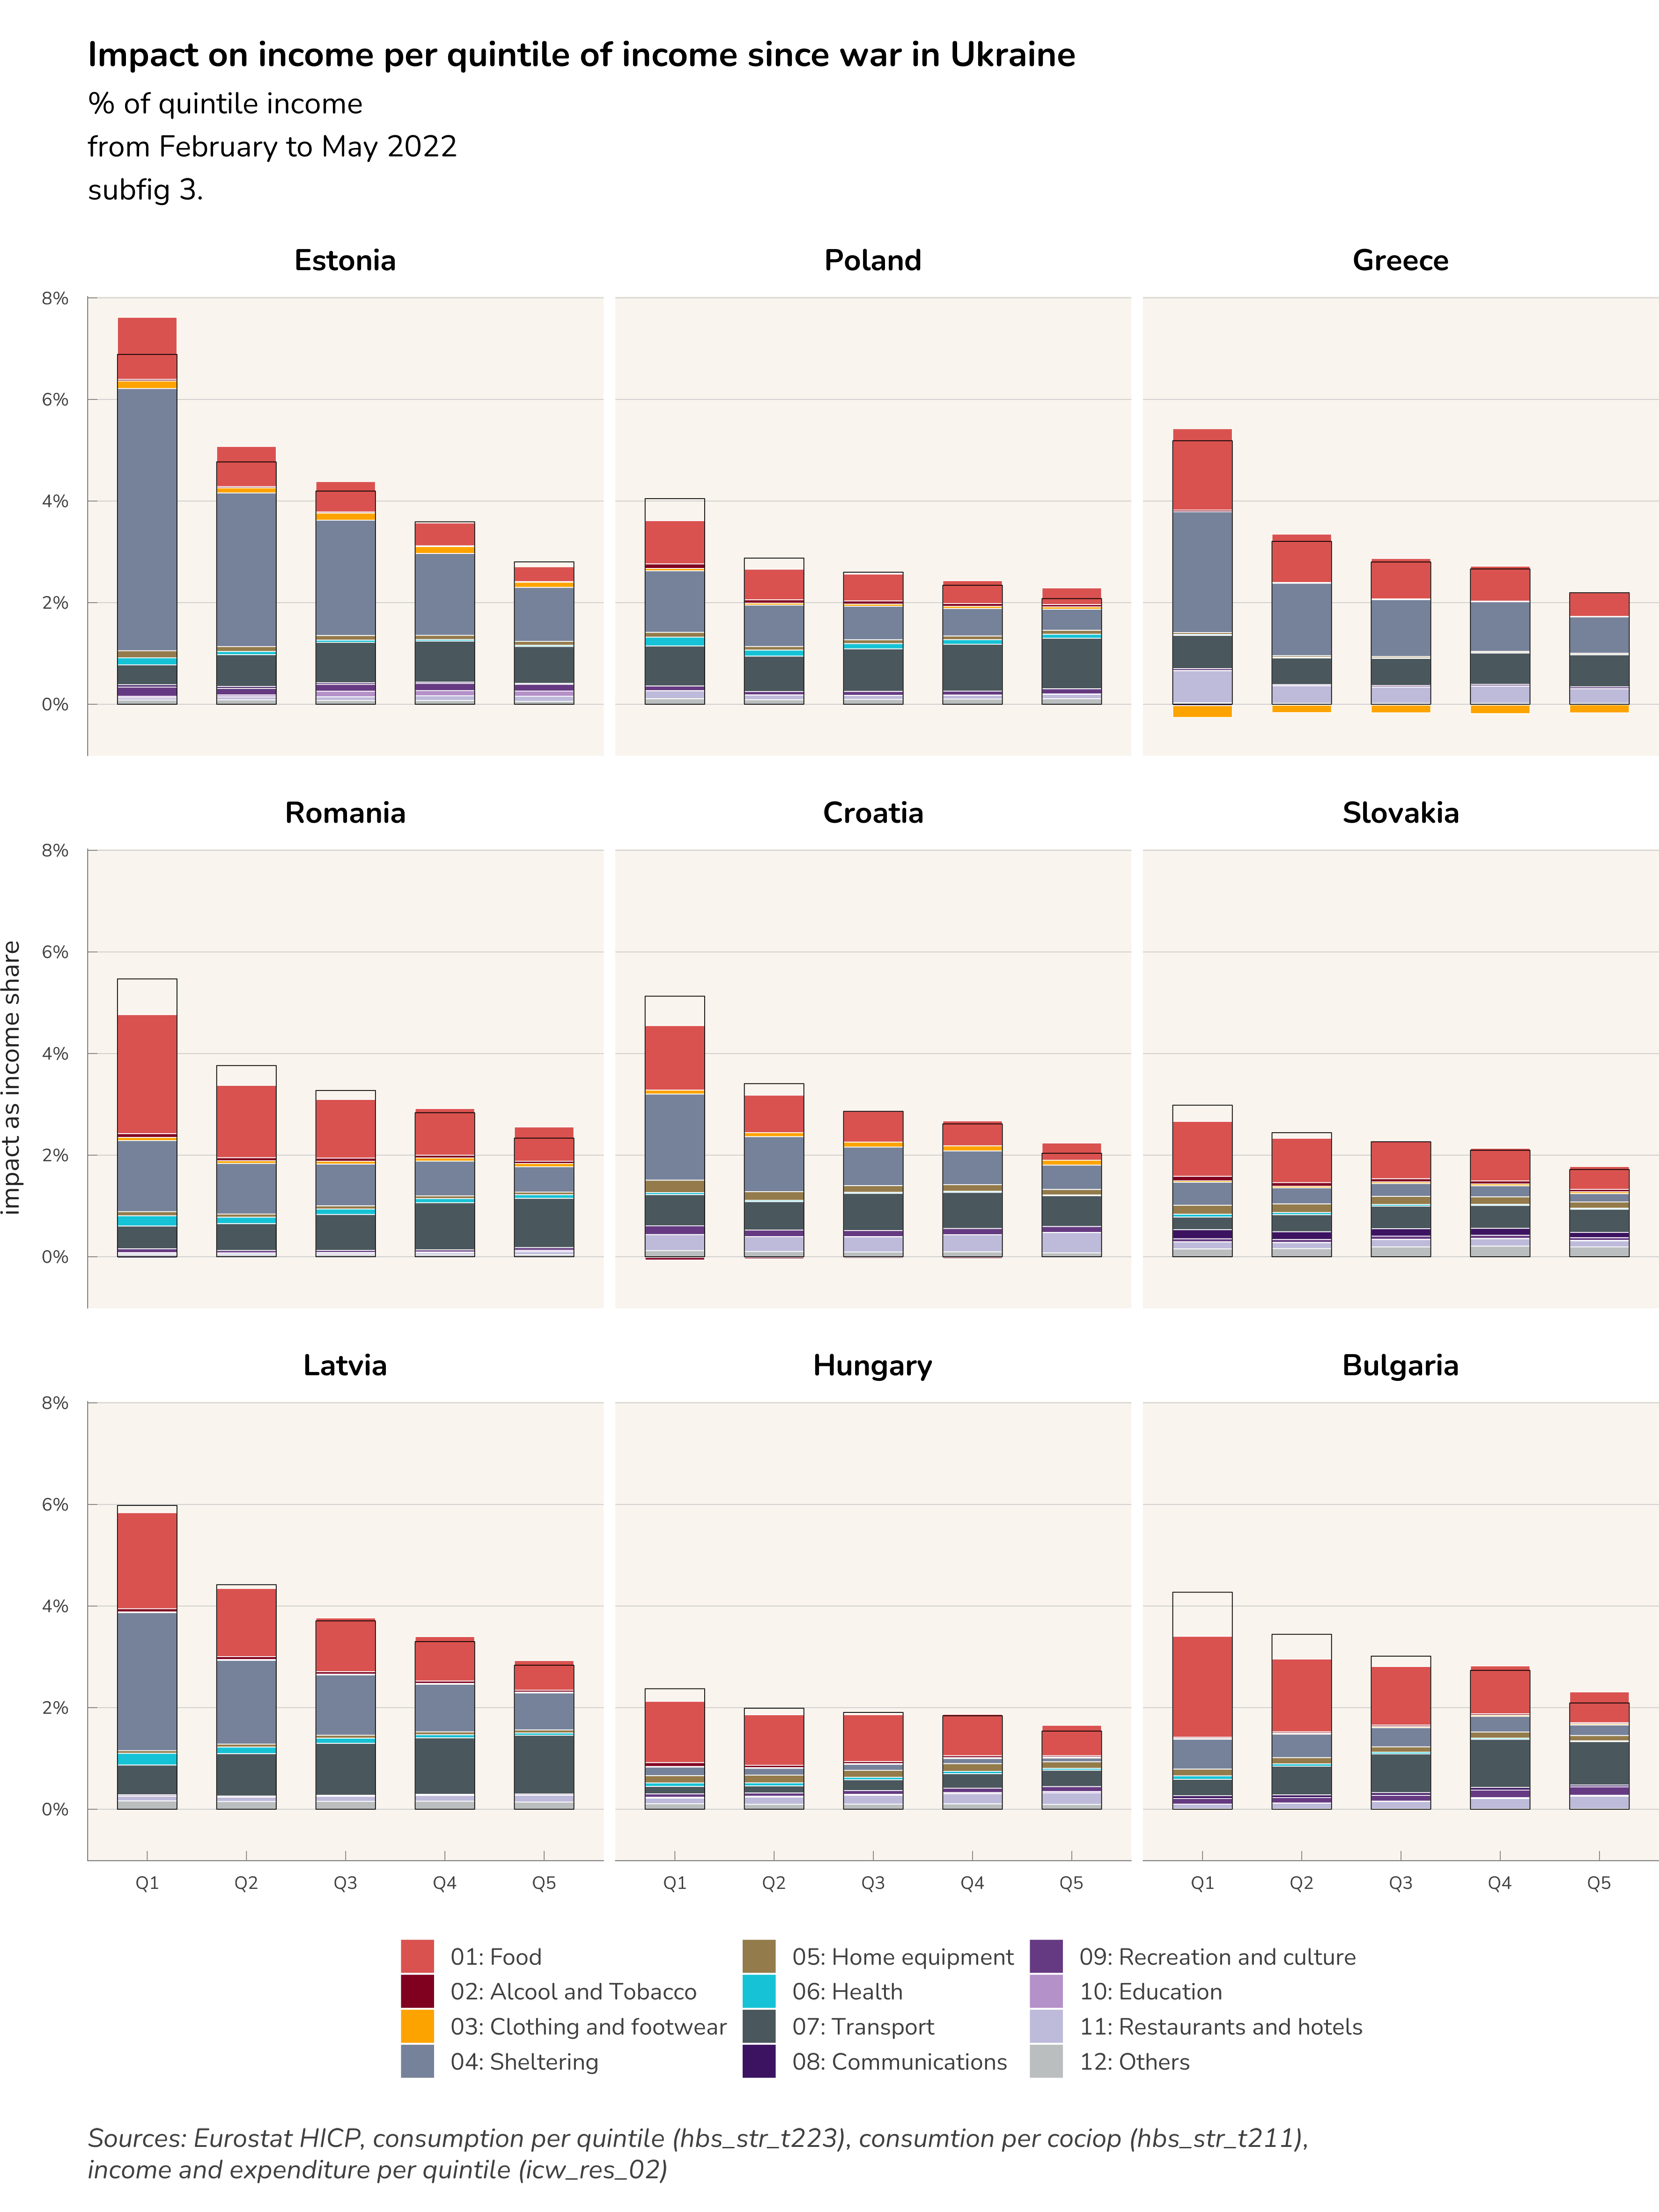 Impact on income per quintile of income since war in Ukraine
% of quintile income
from February to May 2022
subfig 3.
Estonia
Poland
Greece
8%
6%
4%
2%
0%
Romania
Croatia
Slovakia
8%
6%
4%
2%
0%
impact as income share
Latvia
Hungary
Bulgaria
8%
6%
4%
2%
0%
Q1 Q2 Q3 Q4 Q5
Q1 Q2 Q3 Q4 Q5
Q1 Q2 Q3 Q4 Q5
01: Food
02: Alcool and Tobacco
03: Clothing and footwear
04: Sheltering
05: Home equipment
06: Health
07: Transport
08: Communications
09: Recreation and culture
10: Education
11: Restaurants and hotels
12: Others
Sources: Eurostat HICP, consumption per quintile (hbs_str_t223), consumtion per cociop (hbs_str_t211),
income and expenditure per quintile (icw_res_02)